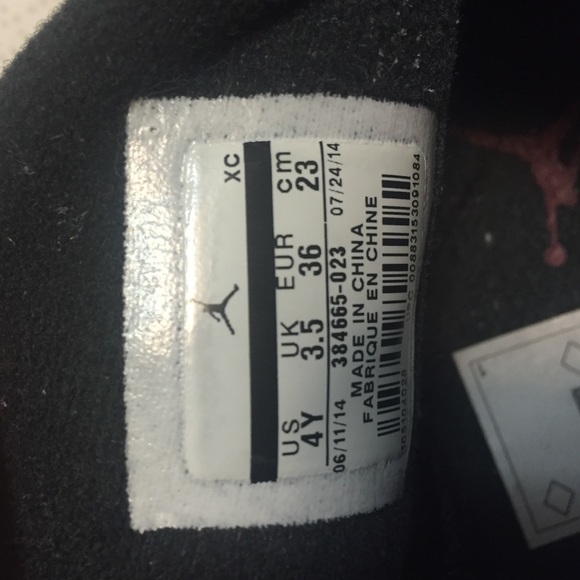 XC
US UK EUR cm
4Y 3.5 36 23
06/11/14 384665-023 07/24/14
MADE IN CHINA
FABRIQUE EN CHINE
00883153091084